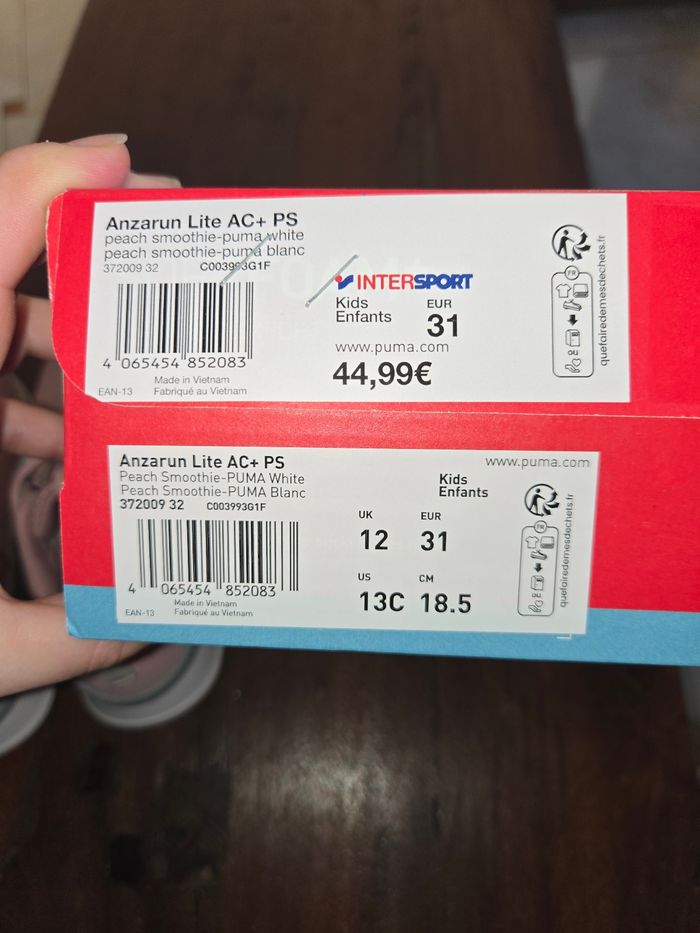 Anzarun Lite AC+ PS
peach smoothie-puma white
peach smoothie-puma blanc
372009 32 C003993G1F
4 065454 852083
Made in Vietnam
EAN-13 Fabriqué au Vietnam
INTERSPORT
Kids
Enfants
EUR
31
www.puma.com
44,99€
FR
quefairedemesdechets.fr
Anzarun Lite AC+ PS
Peach Smoothie-PUMA White
Peach Smoothie-PUMA Blanc
372009 32 C003993G1F
4 065454 852083
Made in Vietnam
EAN-13 Fabriqué au Vietnam
www.puma.com
Kids
Enfants
UK EUR
12 31
US CM
13C 18.5
FR
quefairedemesdechets.fr